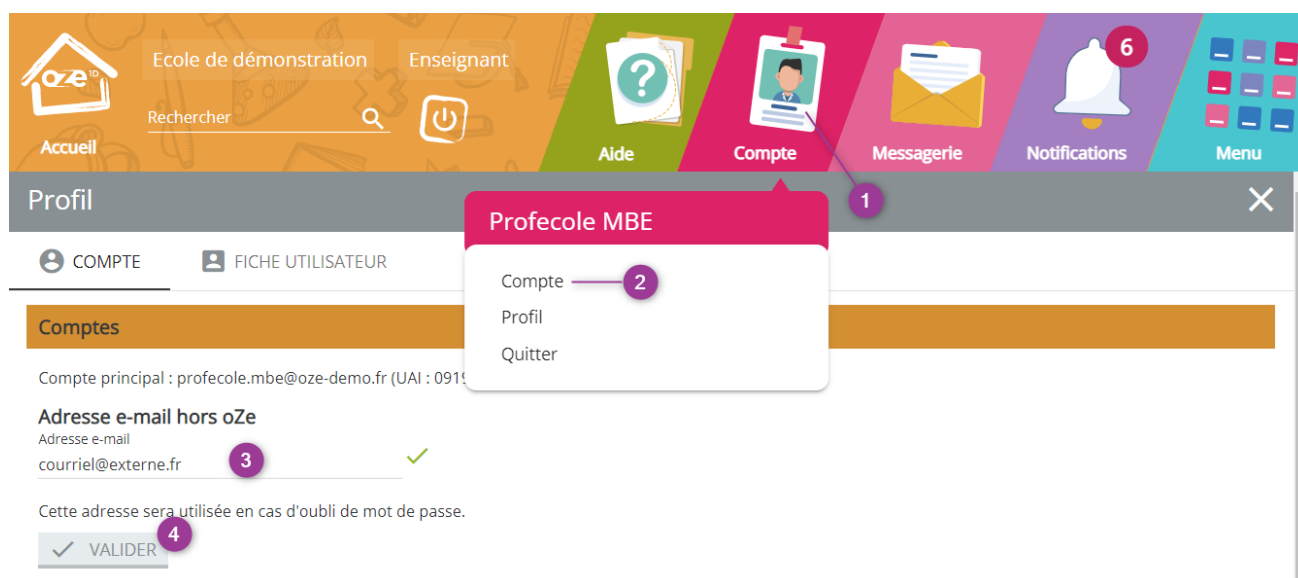 oZe ID
Ecole de démonstration
Enseignant
Rechercher
Accueil
Aide
Compte
Messagerie
6
Notifications
Menu
1
Profil
Profecole MBE
COMPTE
FICHE UTILISATEUR
Compte
2
Profil
Quitter
Comptes
Compte principal : profecole.mbe@oze-demo.fr (UAI : 0919
Adresse e-mail hors oZe
Adresse e-mail
courriel@externe.fr
3
Cette adresse sera utilisée en cas d'oubli de mot de passe.
4
VALIDER